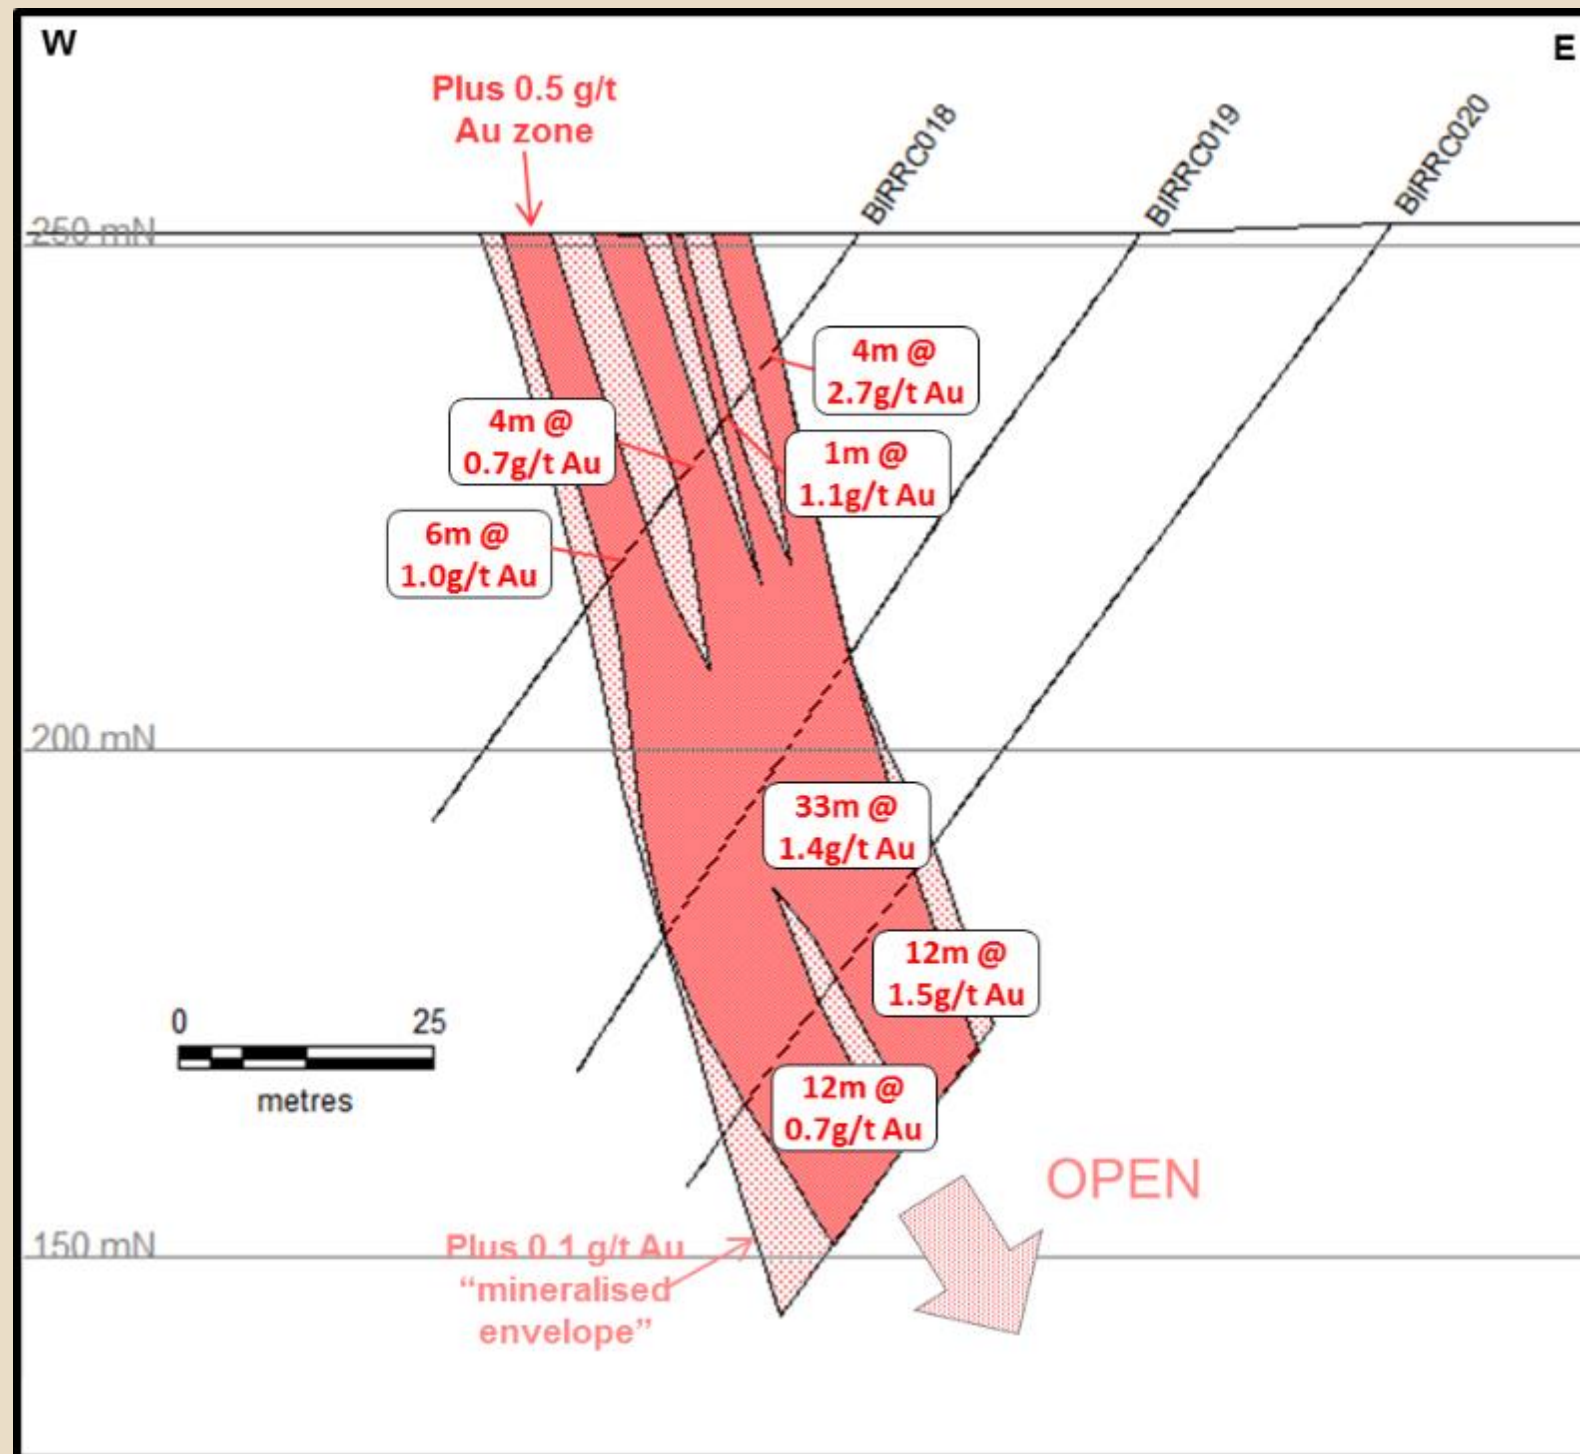 W
E
Plus 0.5 g/t
Au zone
BIRRC018
BIRRC019
BIRRC020
250 mN
4m @
2.7g/t Au
4m @
0.7g/t Au
1m @
1.1g/t Au
6m @
1.0g/t Au
200 mN
33m @
1.4g/t Au
12m @
1.5g/t Au
0 25
metres
12m @
0.7g/t Au
OPEN
150 mN
Plus 0.1 g/t Au
“mineralised
envelope”